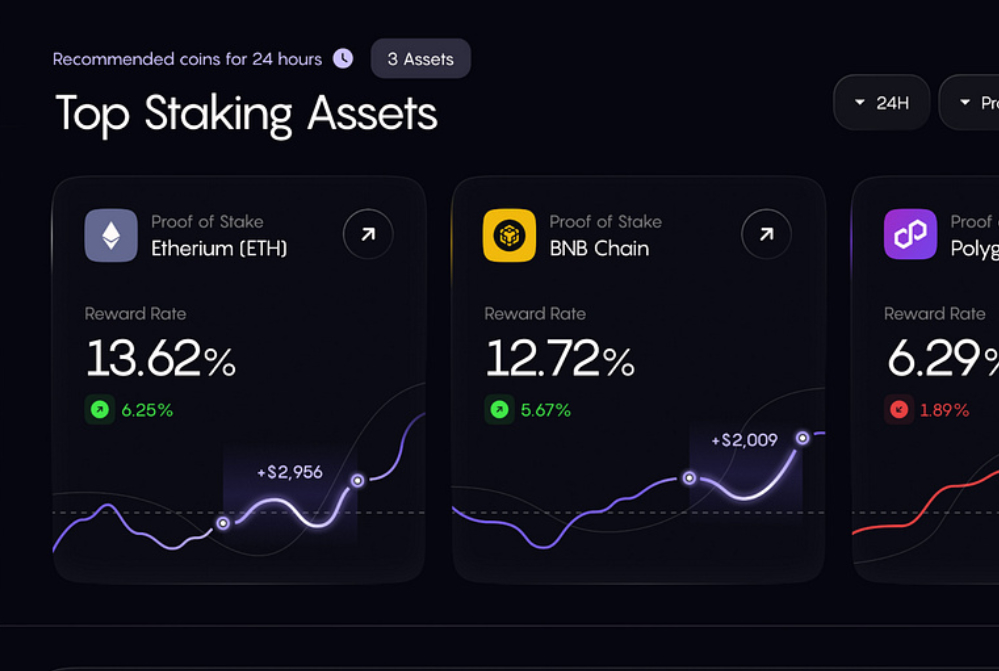 Recommended coins for 24 hours
3 Assets
Top Staking Assets
24H
Proof of Stake
Etherium (ETH)
Reward Rate
13.62%
6.25%
+$2,956
Proof of Stake
BNB Chain
Reward Rate
12.72%
5.67%
+$2,009
Proof
Reward Rate
6.29%
1.89%